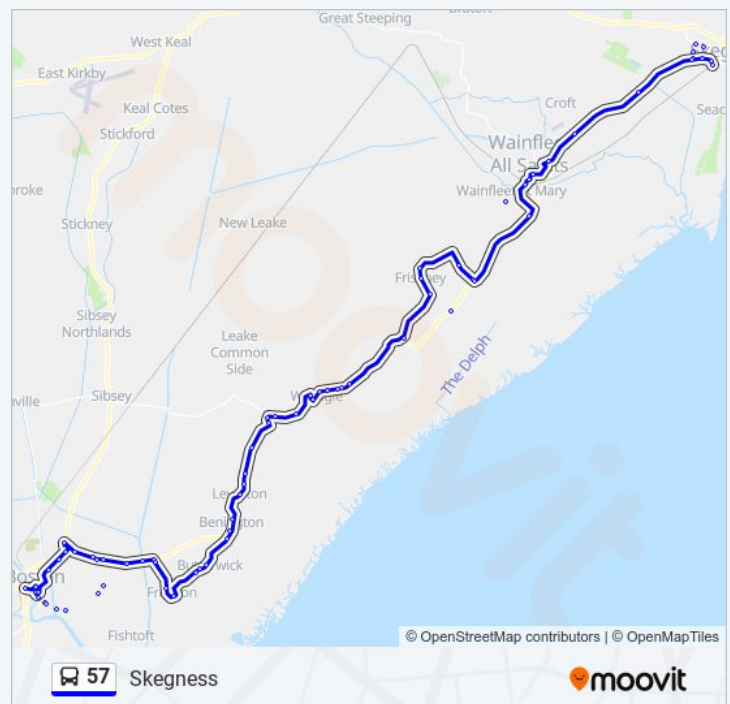 Great Steeping
West Keal
East Kirkby
Croft
Keal Cotes
Seac
Stickford
Wainflee
All Saints
Wainfleet St Mary
roke
Stickney
New Leake
Friskney
Sibsey
Northlands
Leake
Common
Side
The Delph
ville
Sibsey
Wrangle
Leverton
Benington
Butterwick
Boston
Freiston
Fishtoft
© OpenStreetMap contributors | © OpenMapTiles
57 Skegness
moovit